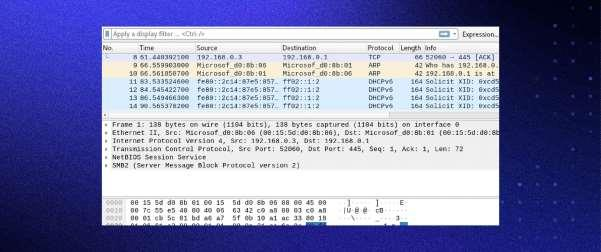 Apply a display filter ... <Ctrl-/> Expression...
No. Time Source Destination Protocol Length Info
8 61.440392100 192.168.0.3 192.168.0.1 TCP 66 52060 → 445 [ACK]
9 66.559903000 Microsof_d0:8b:06 Microsof_d0:8b:01 ARP 42 Who has 192.168.0.
10 66.561050700 Microsof_d0:8b:01 Microsof_d0:8b:06 ARP 42 192.168.0.1 is at
11 83.533524600 fe80::2c14:87e5:857… ff02::1:2 DHCPv6 164 Solicit XID: 0xcd5
12 84.545422700 fe80::2c14:87e5:857… ff02::1:2 DHCPv6 164 Solicit XID: 0xcd5
13 86.549466300 fe80::2c14:87e5:857… ff02::1:2 DHCPv6 164 Solicit XID: 0xcd5
14 90.565378200 fe80::2c14:87e5:857… ff02::1:2 DHCPv6 164 Solicit XID: 0xcd5
Frame 1: 138 bytes on wire (1104 bits), 138 bytes captured (1104 bits) on interface 0
Ethernet II, Src: Microsof_d0:8b:06 (00:15:5d:d0:8b:06), Dst: Microsof_d0:8b:01 (00:15:5d:d0:8b:01)
Internet Protocol Version 4, Src: 192.168.0.3, Dst: 192.168.0.1
Transmission Control Protocol, Src Port: 52060, Dst Port: 445, Seq: 1, Ack: 1, Len: 72
NetBIOS Session Service
SMB2 (Server Message Block Protocol version 2)
0000 00 15 5d d0 8b 01 00 15 5d d0 8b 06 08 00 45 00
0010 00 7c 55 e5 40 00 40 06 63 42 c0 a8 00 03 c0 a8
0020 00 01 cb 5c 01 bd a6 a7 5f 0b 10 a1 ac 33 80 18